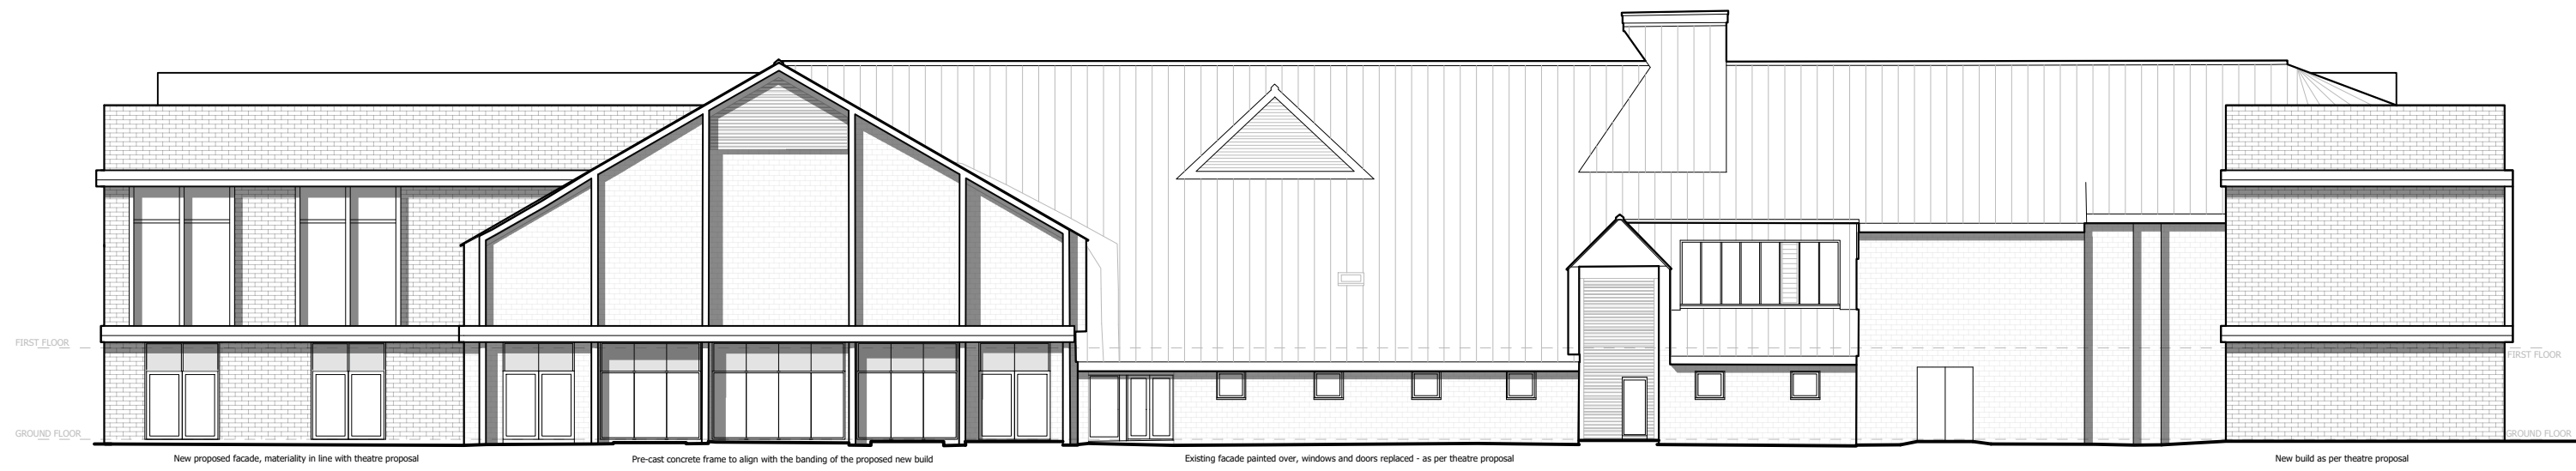 FIRST FLOOR
FIRST FLOOR
GROUND FLOOR
GROUND FLOOR
New proposed facade, materiality in line with theatre proposal
Pre-cast concrete frame to align with the banding of the proposed new build
Existing facade painted over, windows and doors replaced - as per theatre proposal
New build as per theatre proposal